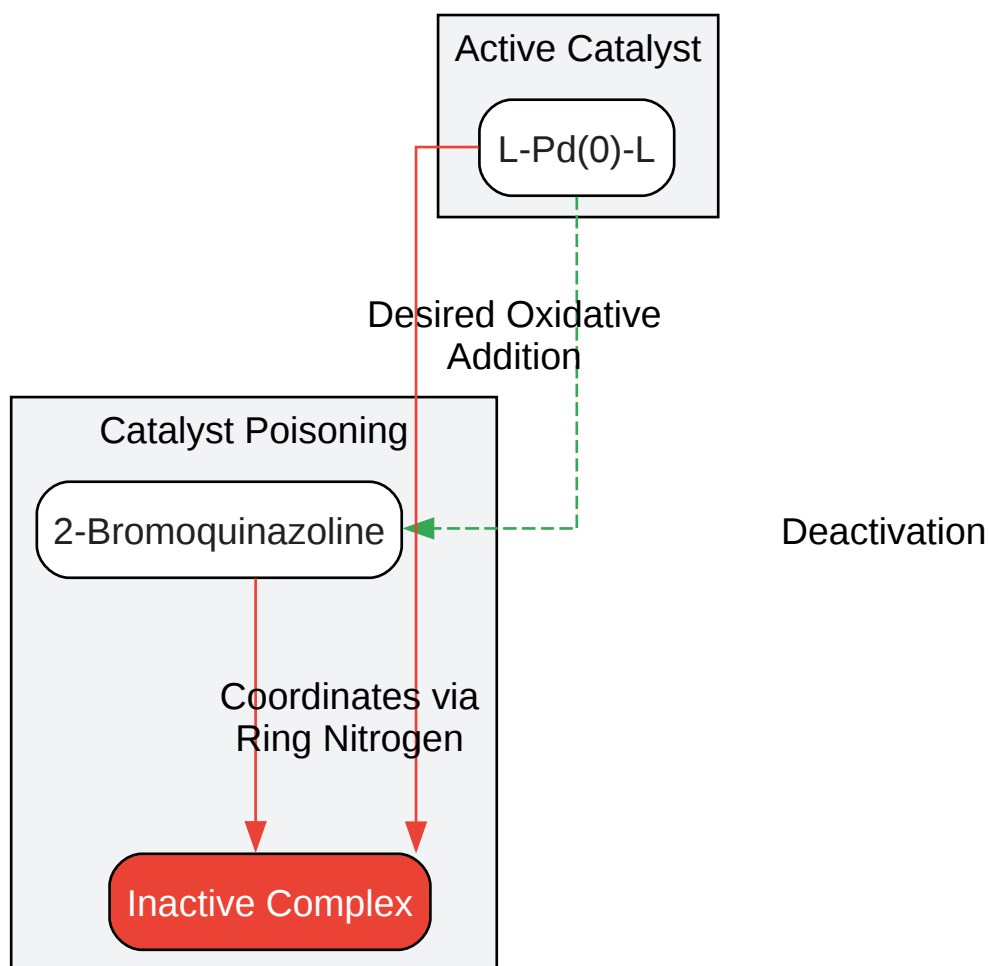 Active Catalyst
L-Pd(0)-L
Desired Oxidative
Addition
Catalyst Poisoning
2-Bromoquinazoline
Deactivation
Coordinates via
Ring Nitrogen
Inactive Complex